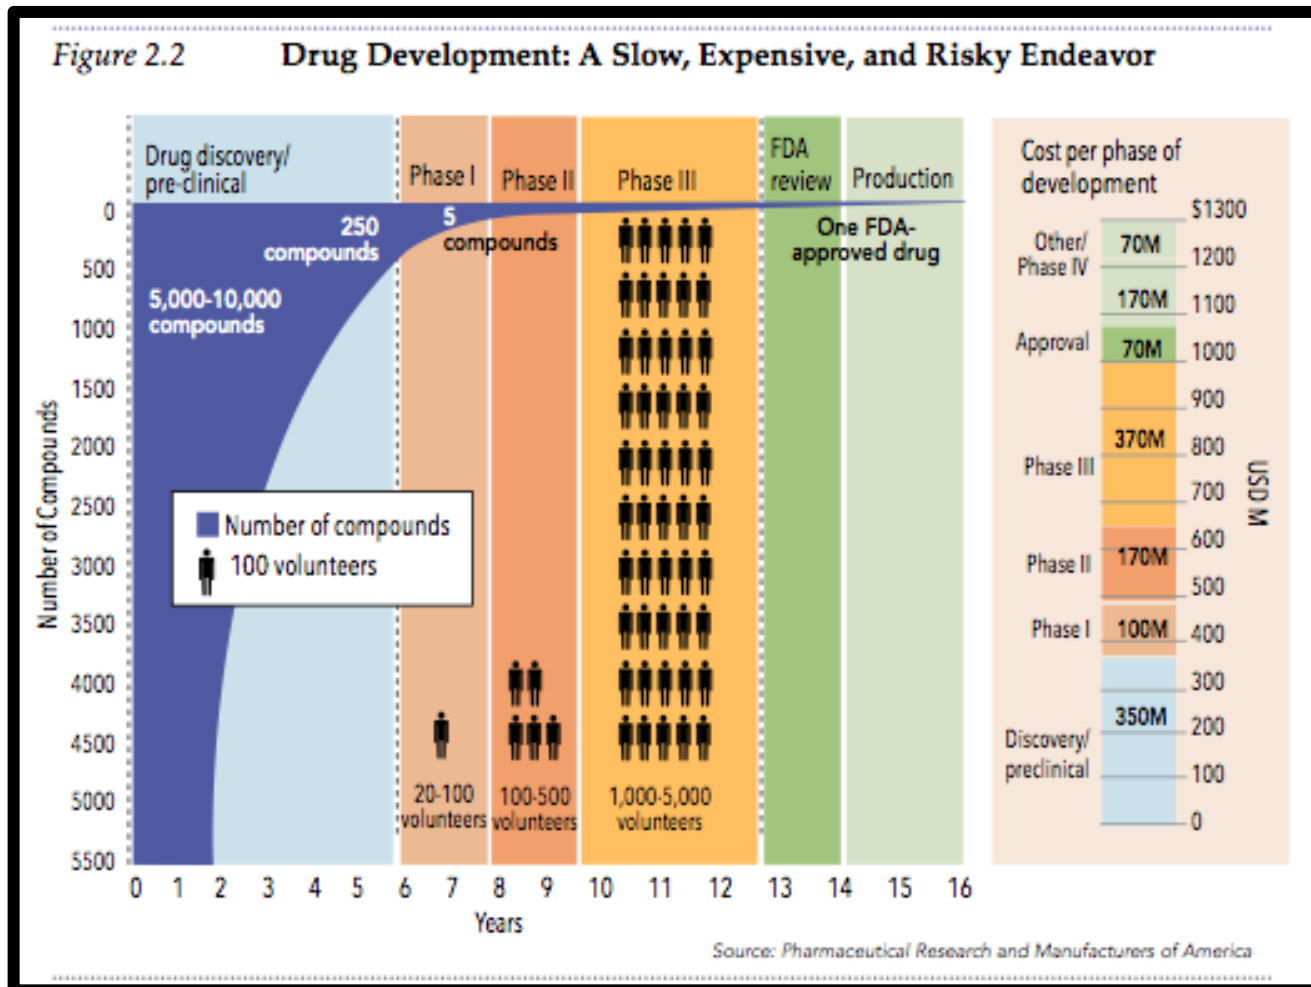 Figure 2.2 Drug Development: A Slow, Expensive, and Risky Endeavor
Drug discovery/
pre-clinical
Phase I
Phase II
Phase III
FDA
review
Production
250
compounds
5
compounds
One FDA-
approved drug
5,000-10,000
compounds
Number of Compounds
0
500
1000
1500
2000
2500
3000
3500
4000
4500
5000
5500
Number of compounds
100 volunteers
20-100
volunteers
100-500
volunteers
1,000-5,000
volunteers
0 1 2 3 4 5 6 7 8 9 10 11 12 13 14 15 16
Years
Cost per phase of
development
Other/
Phase IV
Approval
Phase III
Phase II
Phase I
Discovery/
preclinical
70M
170M
70M
370M
170M
100M
350M
$1300
1200
1100
1000
900
800
700
600
500
400
300
200
100
0
USD M
Source: Pharmaceutical Research and Manufacturers of America